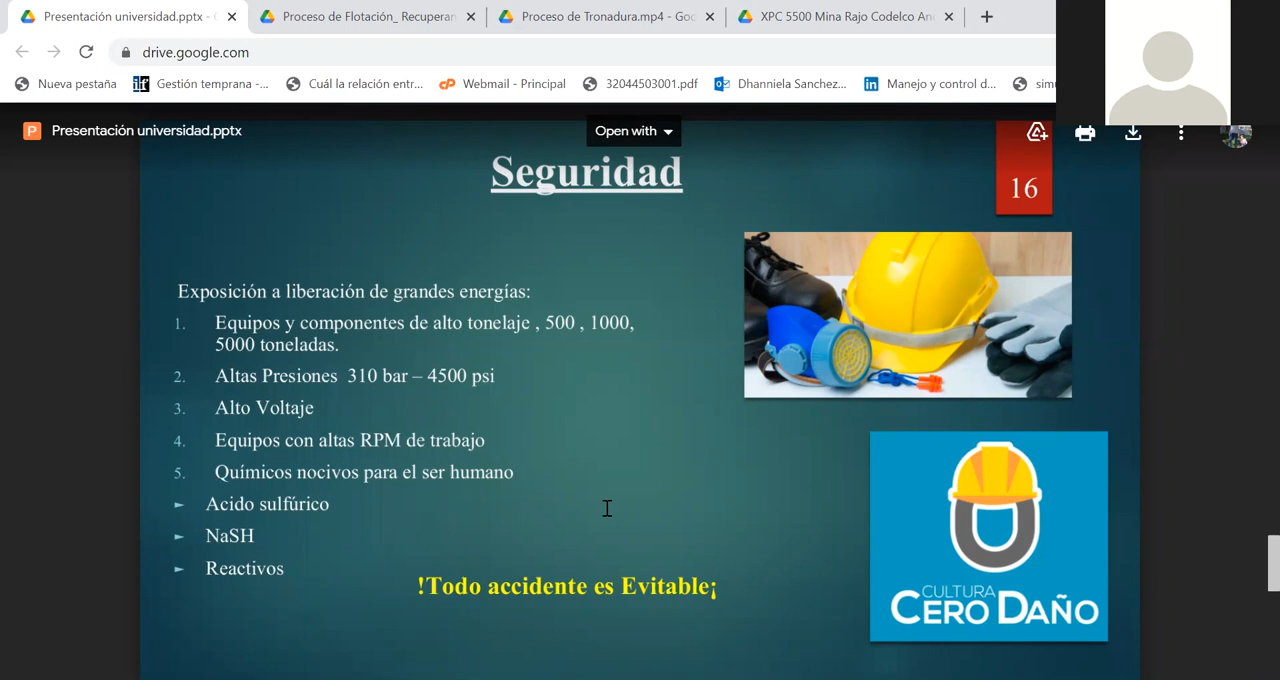 Presentación universidad.pptx - G
Proceso de Flotación_ Recuperan
Proceso de Tronadura.mp4 - Goo
XPC 5500 Mina Rajo Codelco And
drive.google.com
Nueva pestaña
Gestión temprana -...
Cuál la relación entr...
Webmail - Principal
32044503001.pdf
Dhanniela Sanchez...
Manejo y control d...
simu
Presentación universidad.pptx
Open with
Seguridad
16
Exposición a liberación de grandes energías:
1. Equipos y componentes de alto tonelaje , 500 , 1000,
5000 toneladas.
2. Altas Presiones 310 bar – 4500 psi
3. Alto Voltaje
4. Equipos con altas RPM de trabajo
5. Químicos nocivos para el ser humano
► Acido sulfúrico
► NaSH
► Reactivos
!Todo accidente es Evitable¡
CULTURA
CERO DAÑO